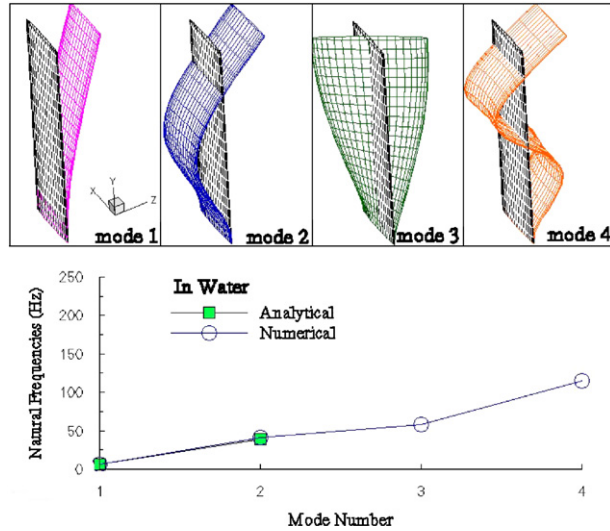 X Y Z
mode 1 mode 2 mode 3 mode 4
250
In Water
Analytical
200
Numerical
150
100
50
0
1 2 3 4
Natural Frequencies (Hz)
Mode Number